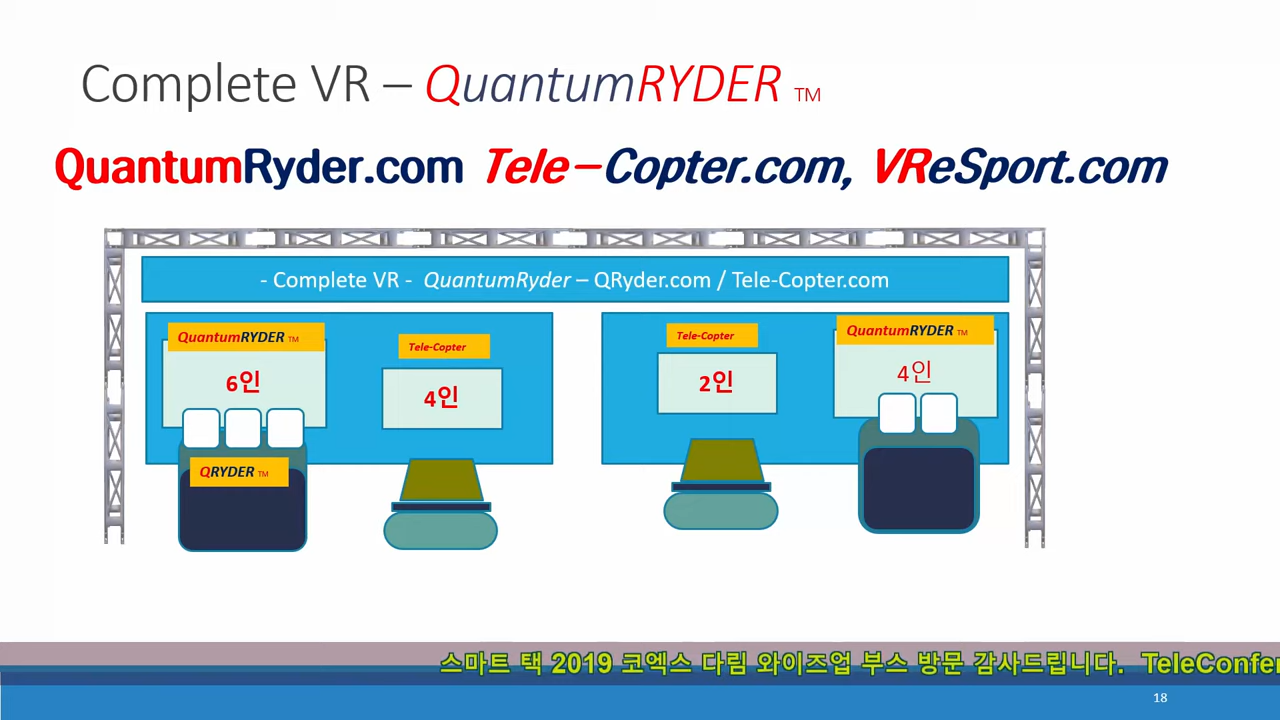 Complete VR – QuantumRYDER TM
QuantumRyder.com Tele-Copter.com, VReSport.com
- Complete VR - QuantumRyder – QRyder.com / Tele-Copter.com
QuantumRYDER TM
6인
QRYDER TM
Tele-Copter
4인
Tele-Copter
2인
QuantumRYDER TM
4인
스마트 택 2019 코엑스 다림 와이즈업 부스 방문 감사드립니다. TeleConfe
18